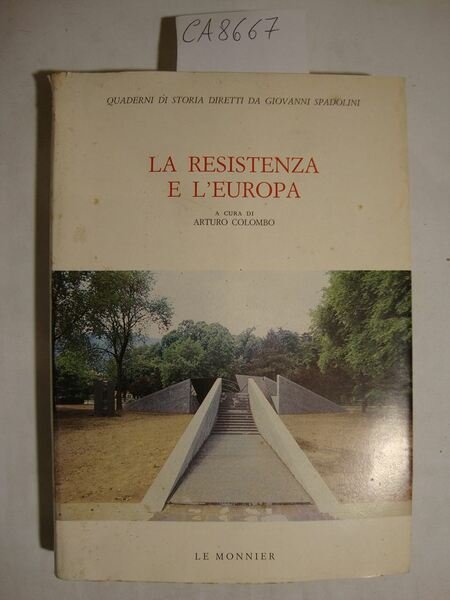 CA8667
QUADERNI DI STORIA DIRETTI DA GIOVANNI SPADOLINI
LA RESISTENZA
E L'EUROPA
A CURA DI
ARTURO COLOMBO
LE MONNIER